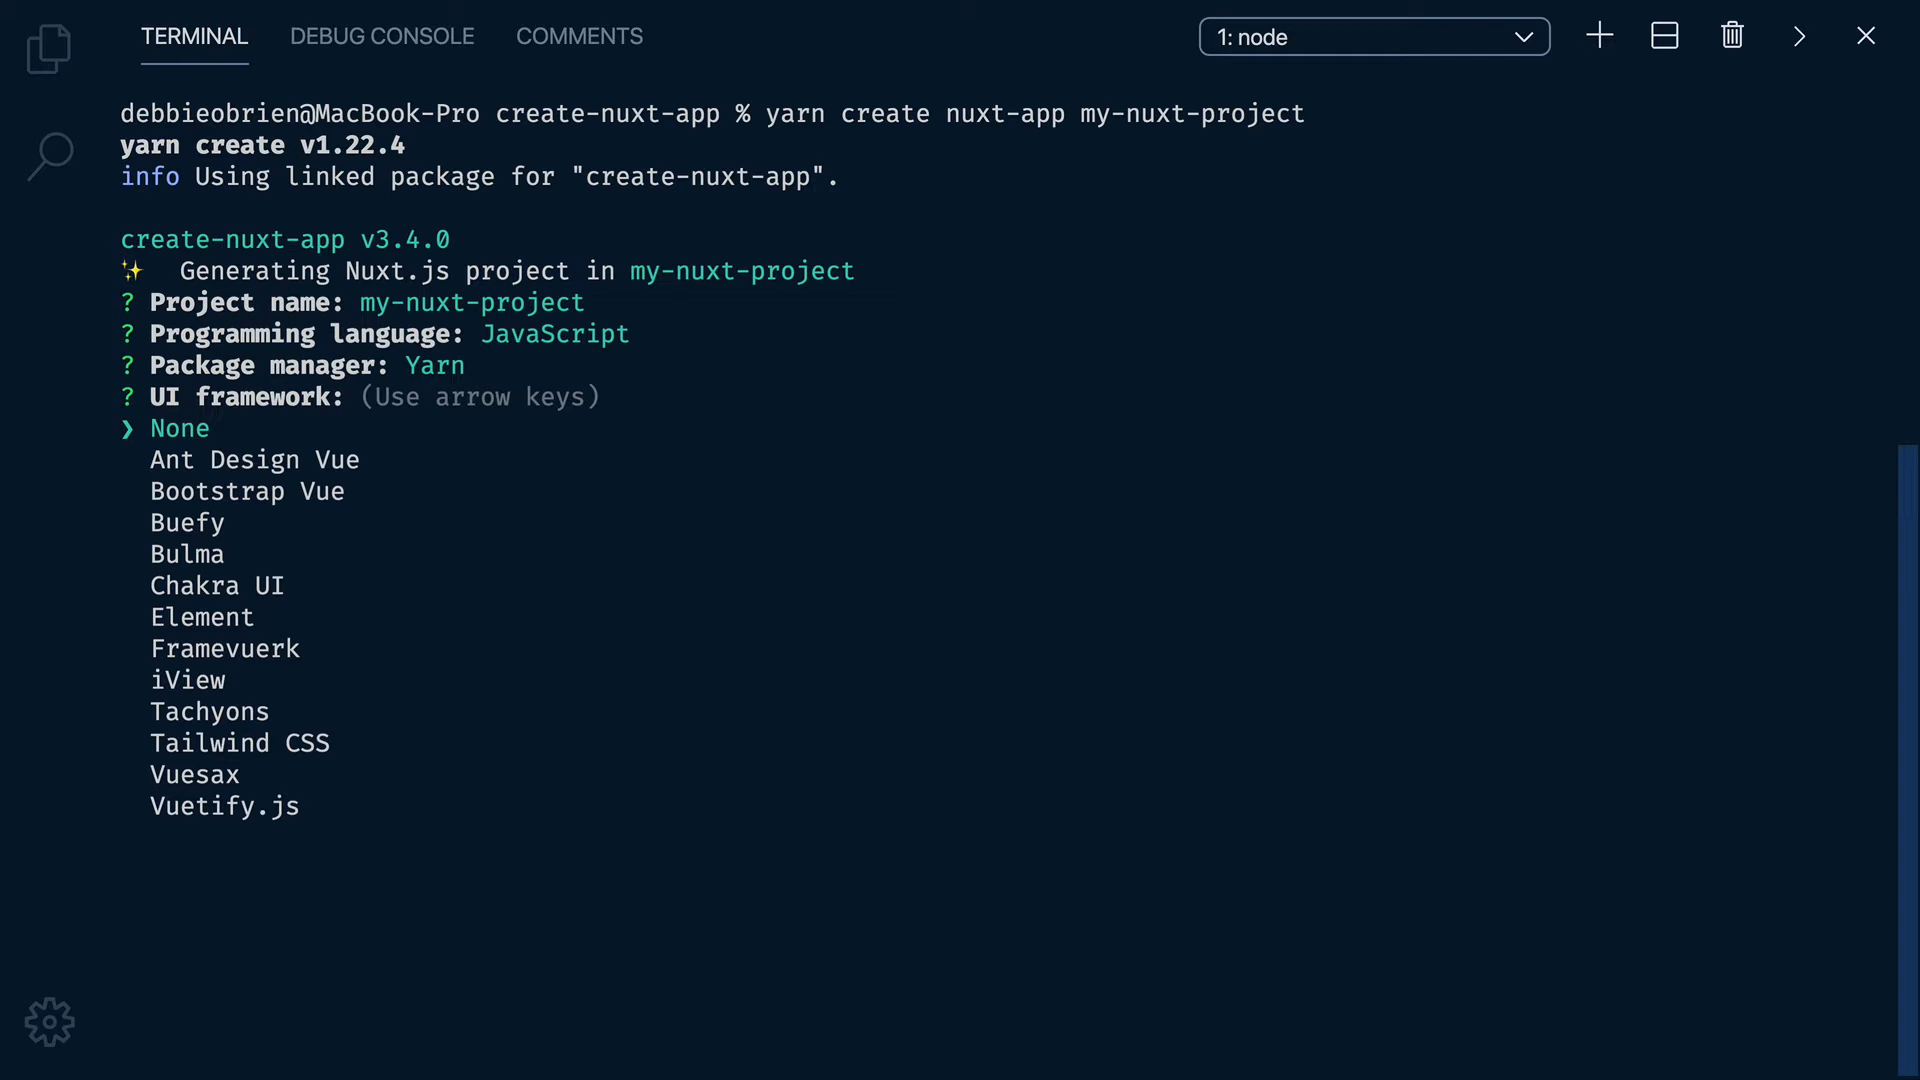 TERMINAL DEBUG CONSOLE COMMENTS 1: node
debbieobrien@MacBook-Pro create-nuxt-app % yarn create nuxt-app my-nuxt-project
yarn create v1.22.4
info Using linked package for "create-nuxt-app".
create-nuxt-app v3.4.0
✨ Generating Nuxt.js project in my-nuxt-project
? Project name: my-nuxt-project
? Programming language: JavaScript
? Package manager: Yarn
? UI framework: (Use arrow keys)
❯ None
Ant Design Vue
Bootstrap Vue
Buefy
Bulma
Chakra UI
Element
Framevuerk
iView
Tachyons
Tailwind CSS
Vuesax
Vuetify.js